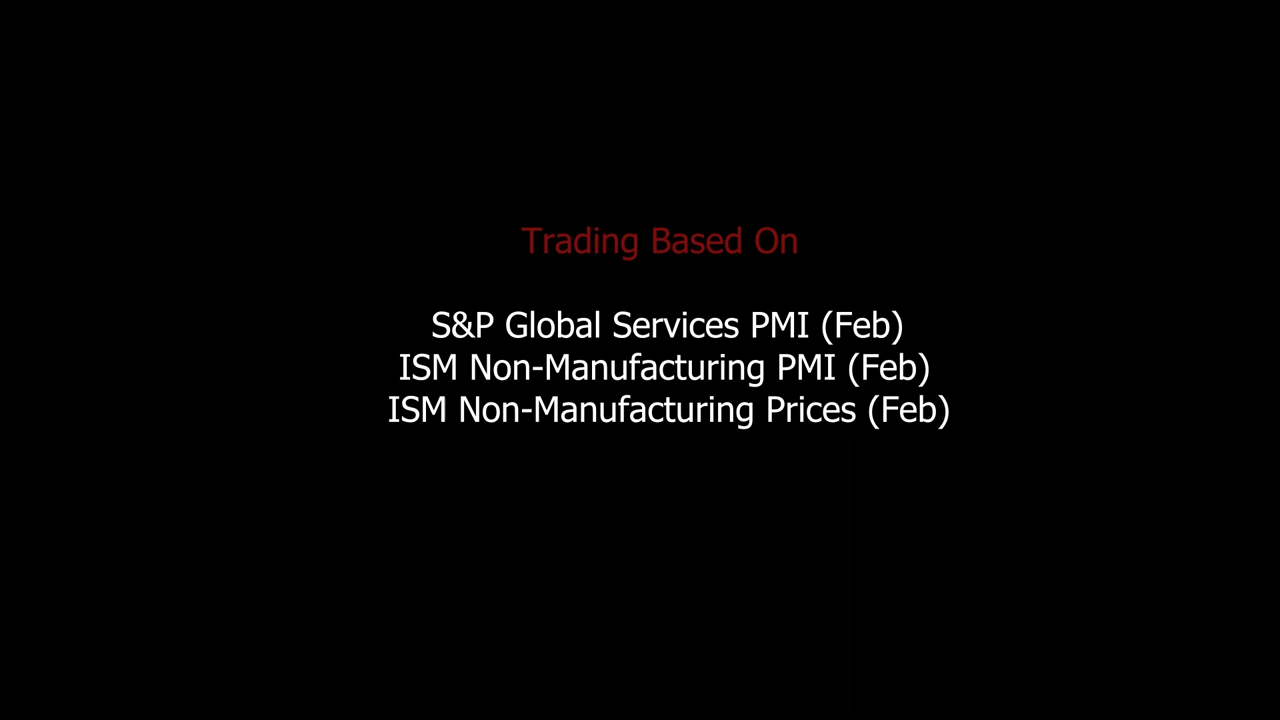 Trading Based On
S&P Global Services PMI (Feb)
ISM Non-Manufacturing PMI (Feb)
ISM Non-Manufacturing Prices (Feb)